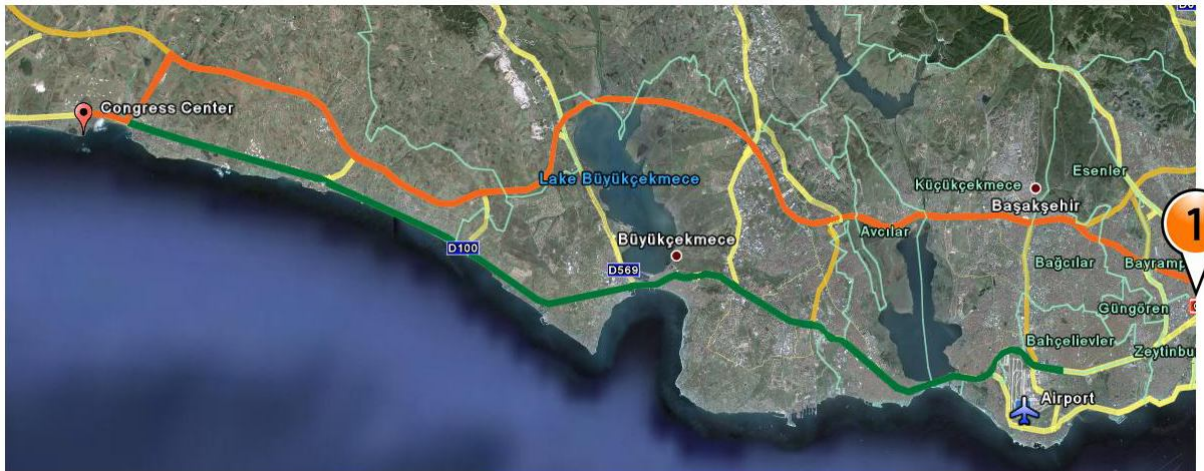 Congress Center
Lake Büyükçekmece
Büyükçekmece
D100
D569
Avcılar
Küçükçekmece
Başakşehir
Esenler
Bağcılar
Bayramp
Güngören
Bahçelievler
Zeytinbu
Airport
1